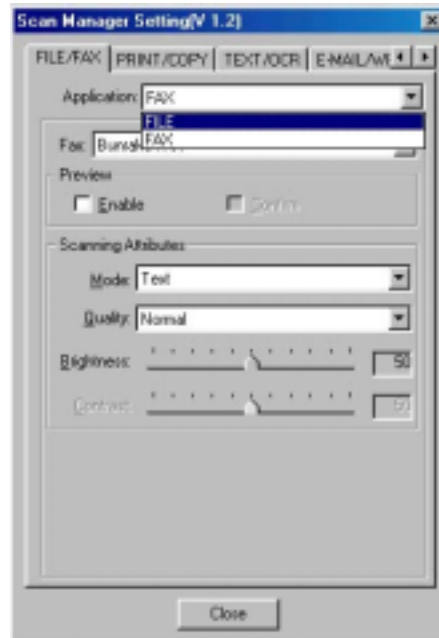 Scan Manager Setting(V 1.2)
FILE/FAX PRINT/COPY TEXT/OCR E-MAIL/W
Application: FAX
FILE
FAX
Fax:
Preview
Enable Confirm
Scanning Attributes
Mode: Text
Quality: Normal
Brightness: 50
Contrast: 50
Close